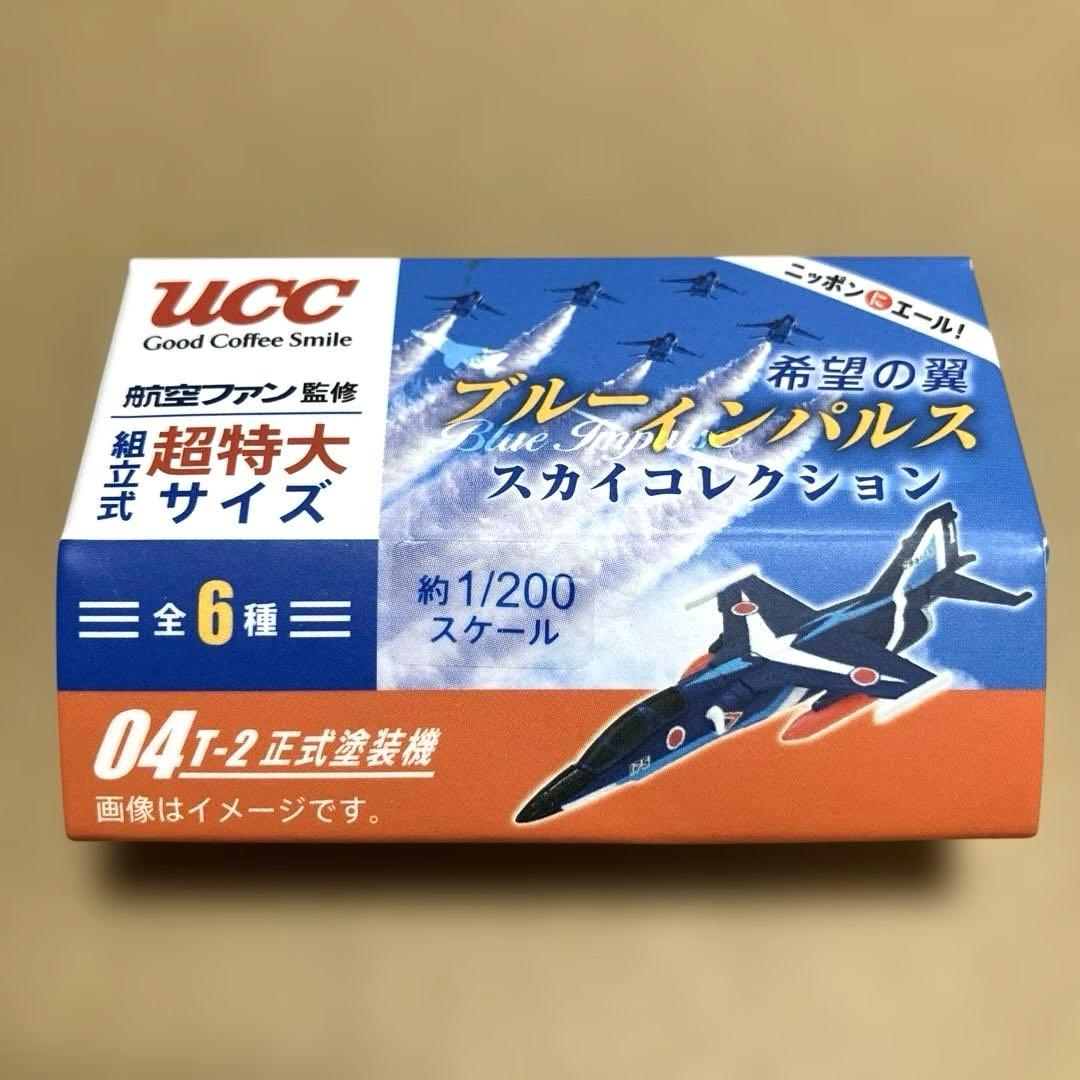 UCC
Good Coffee Smile
航空ファン監修
組立式
超特大
サイズ
全6種
ニッポンにエール!
希望の翼
ブルーインパルス
Blue Impulse
スカイコレクション
約1/200
スケール
04 T-2 正式塗装機
画像はイメージです。
195